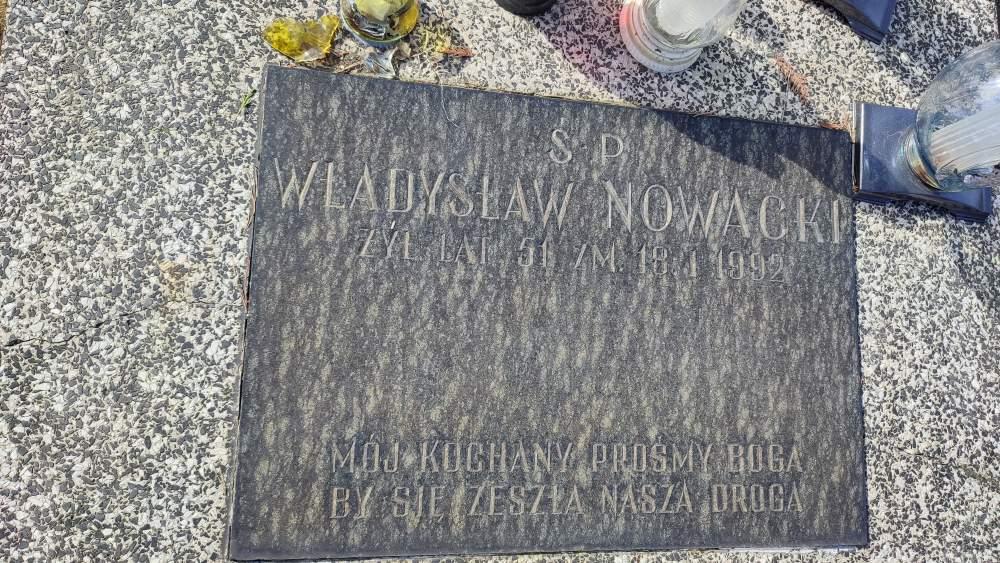 Ś P
WŁADYSŁAW NOWACKI
ŻYŁ LAT 51 ZM. 18. I 1992
MÓJ KOCHANY PROŚMY BOGA
BY SIĘ ZESZŁA NASZA DROGA